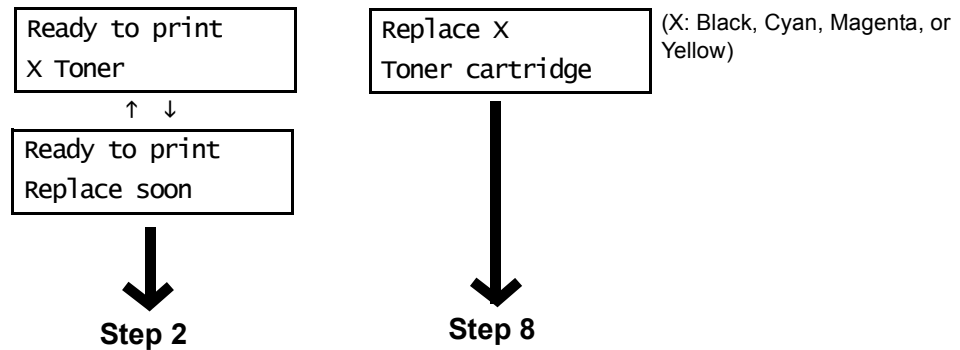 Ready to print
X Toner
↑ ↓
Ready to print
Replace soon
Step 2
Replace X
Toner cartridge
(X: Black, Cyan, Magenta, or
Yellow)
Step 8